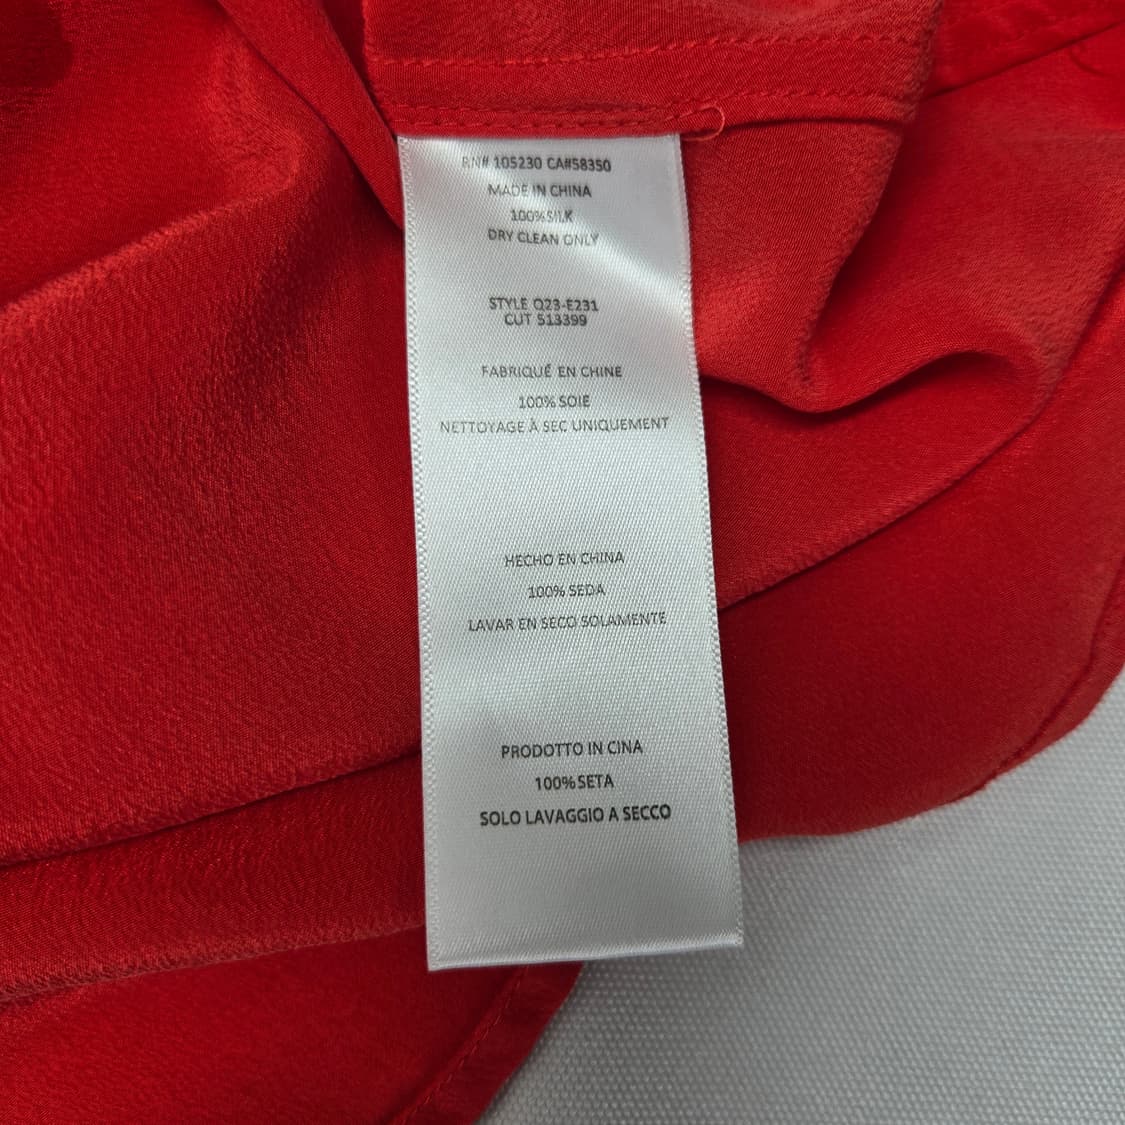 RN# 105230 CA#58350
MADE IN CHINA
100%SILK
DRY CLEAN ONLY
STYLE Q23-E231
CUT 513399
FABRIQUÉ EN CHINE
100% SOIE
NETTOYAGE À SEC UNIQUEMENT
HECHO EN CHINA
100% SEDA
LAVAR EN SECO SOLAMENTE
PRODOTTO IN CINA
100%SETA
SOLO LAVAGGIO A SECCO